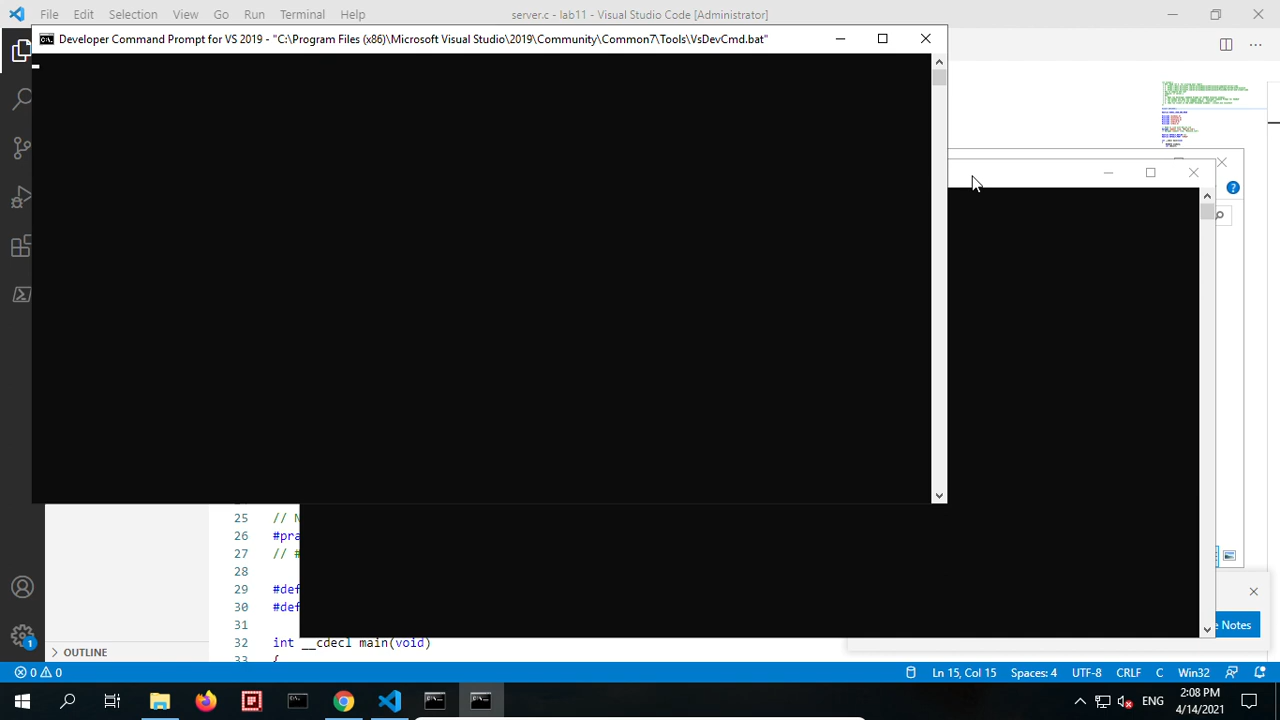 File Edit Selection View Go Run Terminal Help server.c - lab11 - Visual Studio Code [Administrator]
Developer Command Prompt for VS 2019 - "C:\Program Files (x86)\Microsoft Visual Studio\2019\Community\Common7\Tools\VsDevCmd.bat"
25 // N
26 #pra
27 // #
28
29 #def
30 #def
31
32 int __cdecl main(void)
33 {
OUTLINE
Notes
0 0 Ln 15, Col 15 Spaces: 4 UTF-8 CRLF C Win32
1
ENG 2:08 PM
4/14/2021